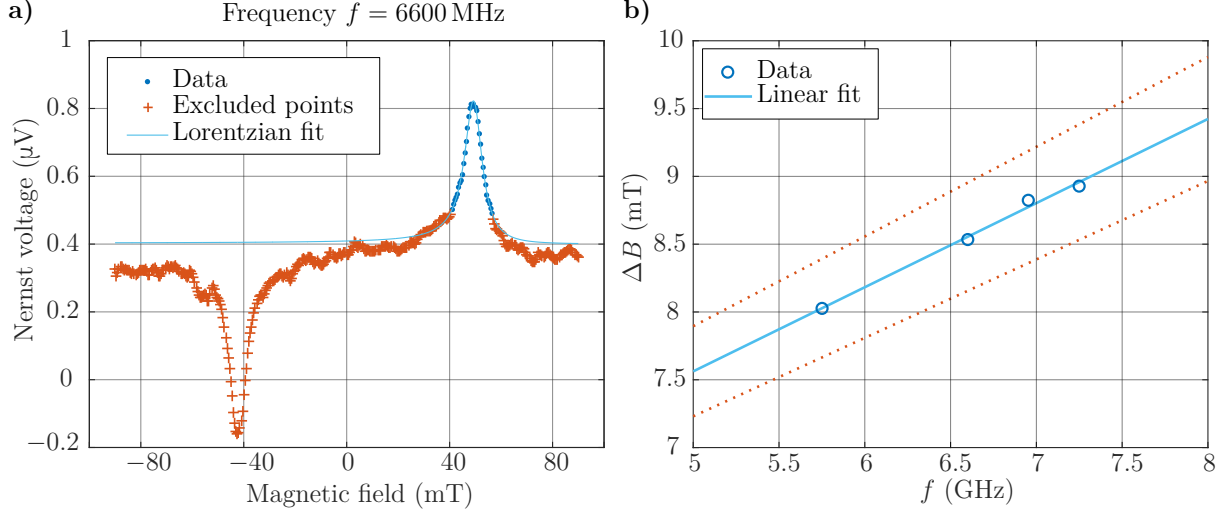 a)
Frequency f = 6600 MHz
1
0.8
0.6
0.4
0.2
0
−0.2
Nernst voltage (µV)
Data
Excluded points
Lorentzian fit
−80
−40
0
40
80
Magnetic field (mT)
b)
10
9.5
9
8.5
8
7.5
7
ΔB (mT)
Data
Linear fit
5
5.5
6
6.5
7
7.5
8
f (GHz)